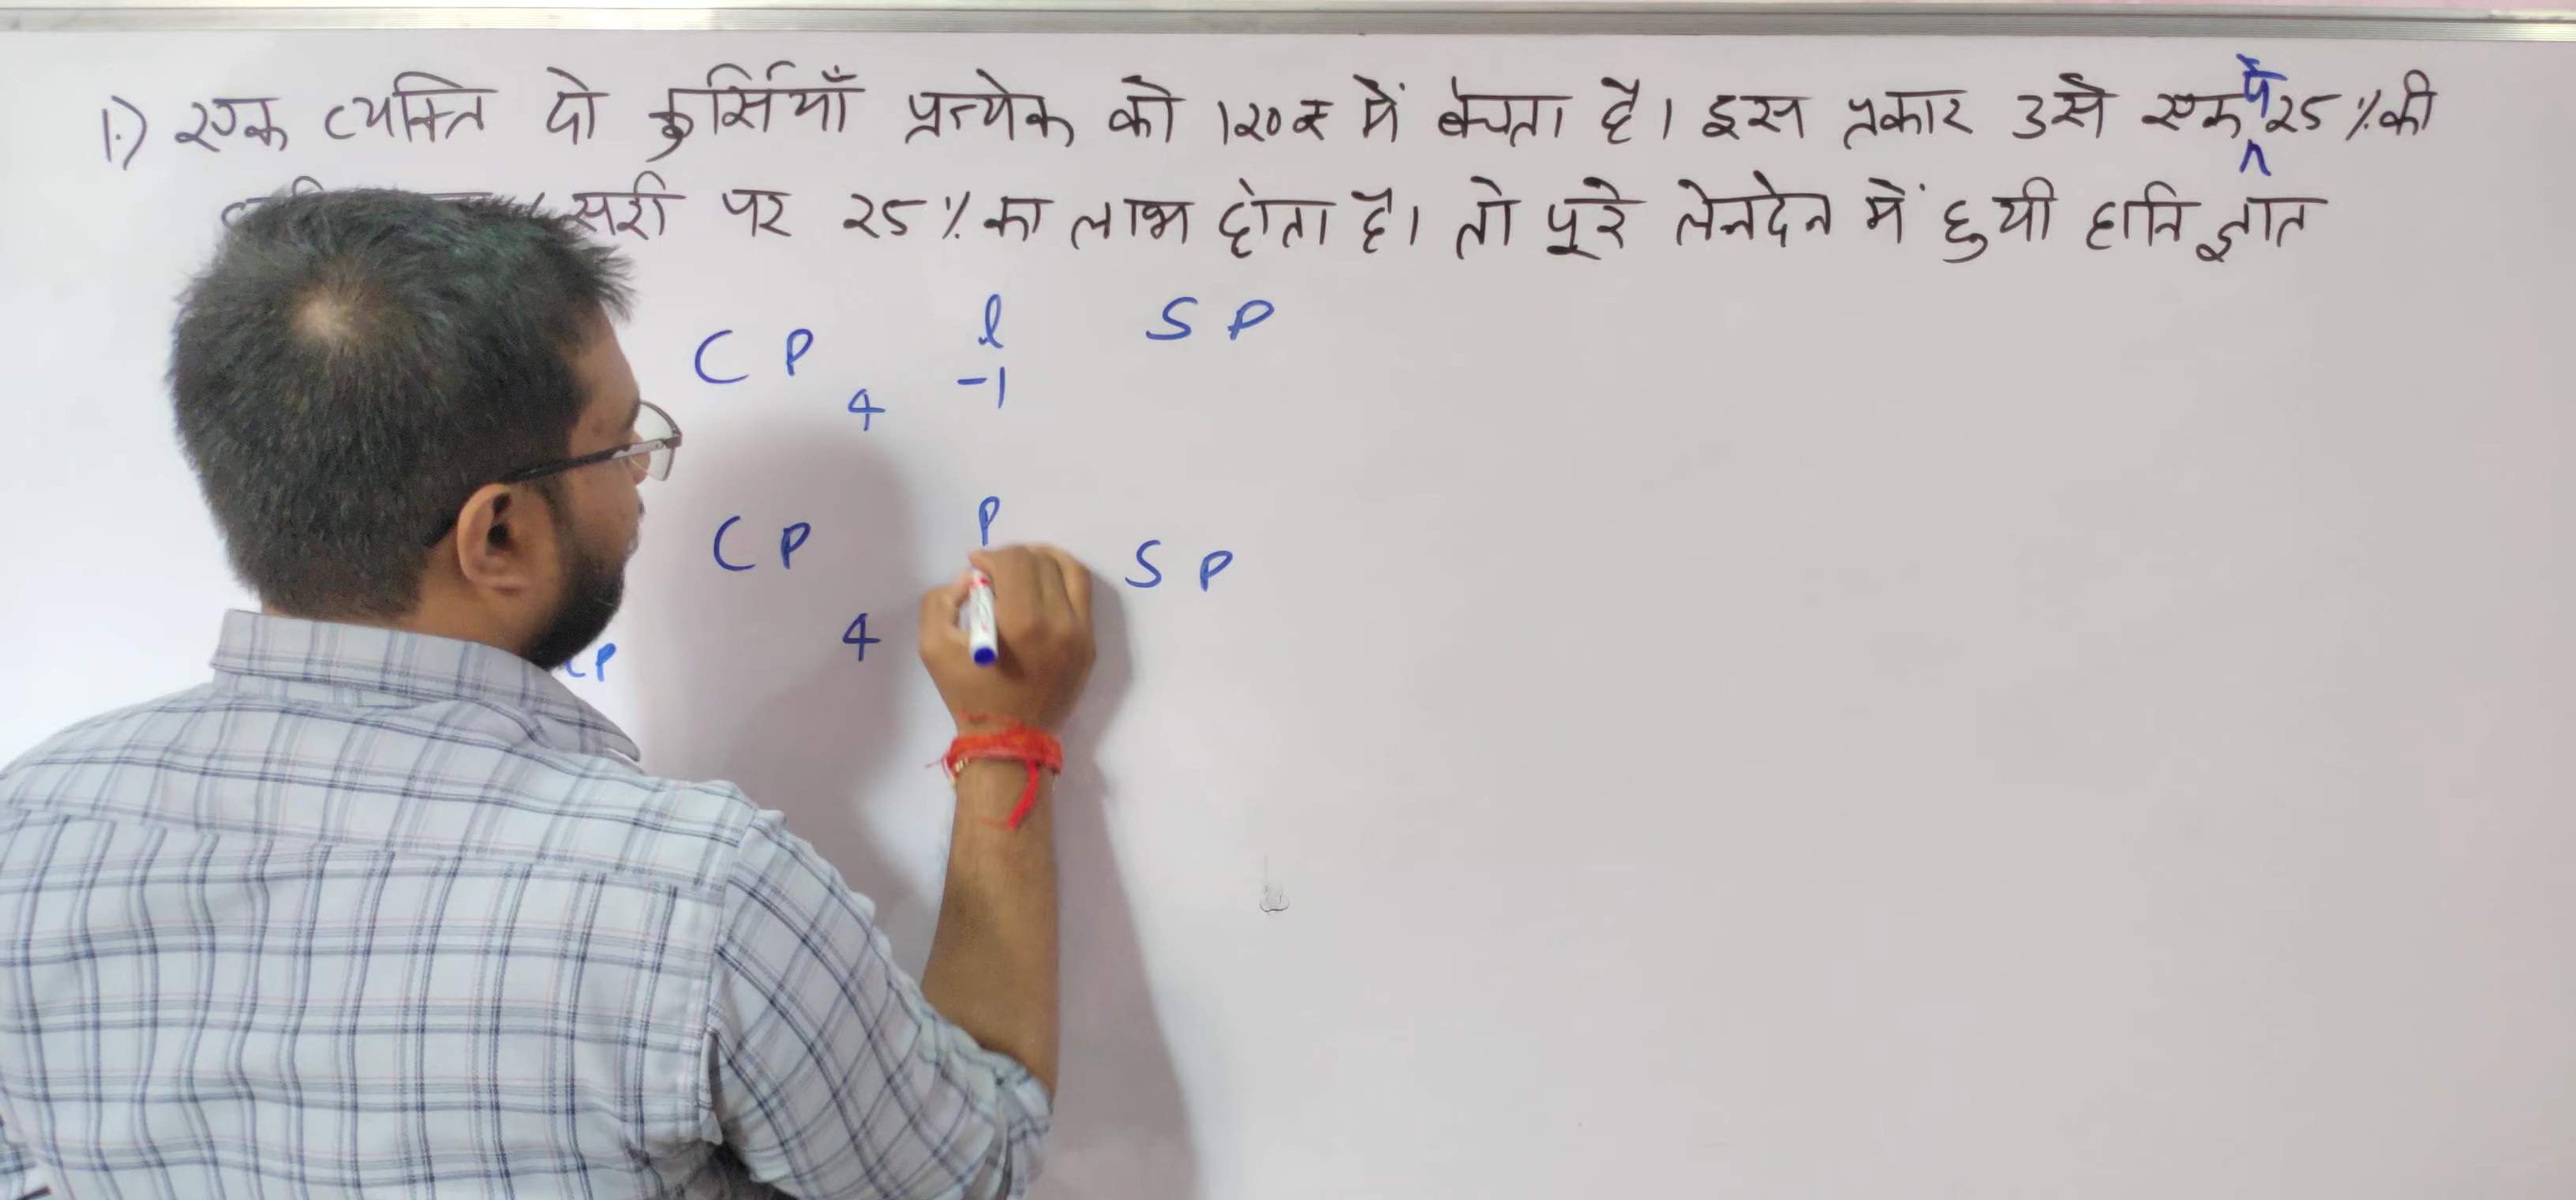 1.) एक व्यक्ति दो कुर्सियाँ प्रत्येक को 120 ₹ में बेचता है। इस प्रकार उसे एक पे 25 % की
सरी पर 25 % का लाभ होता है। तो पूरे लेनदेन में हुयी हानि ज्ञात
CP l SP
4 -1
CP P SP
4
CP